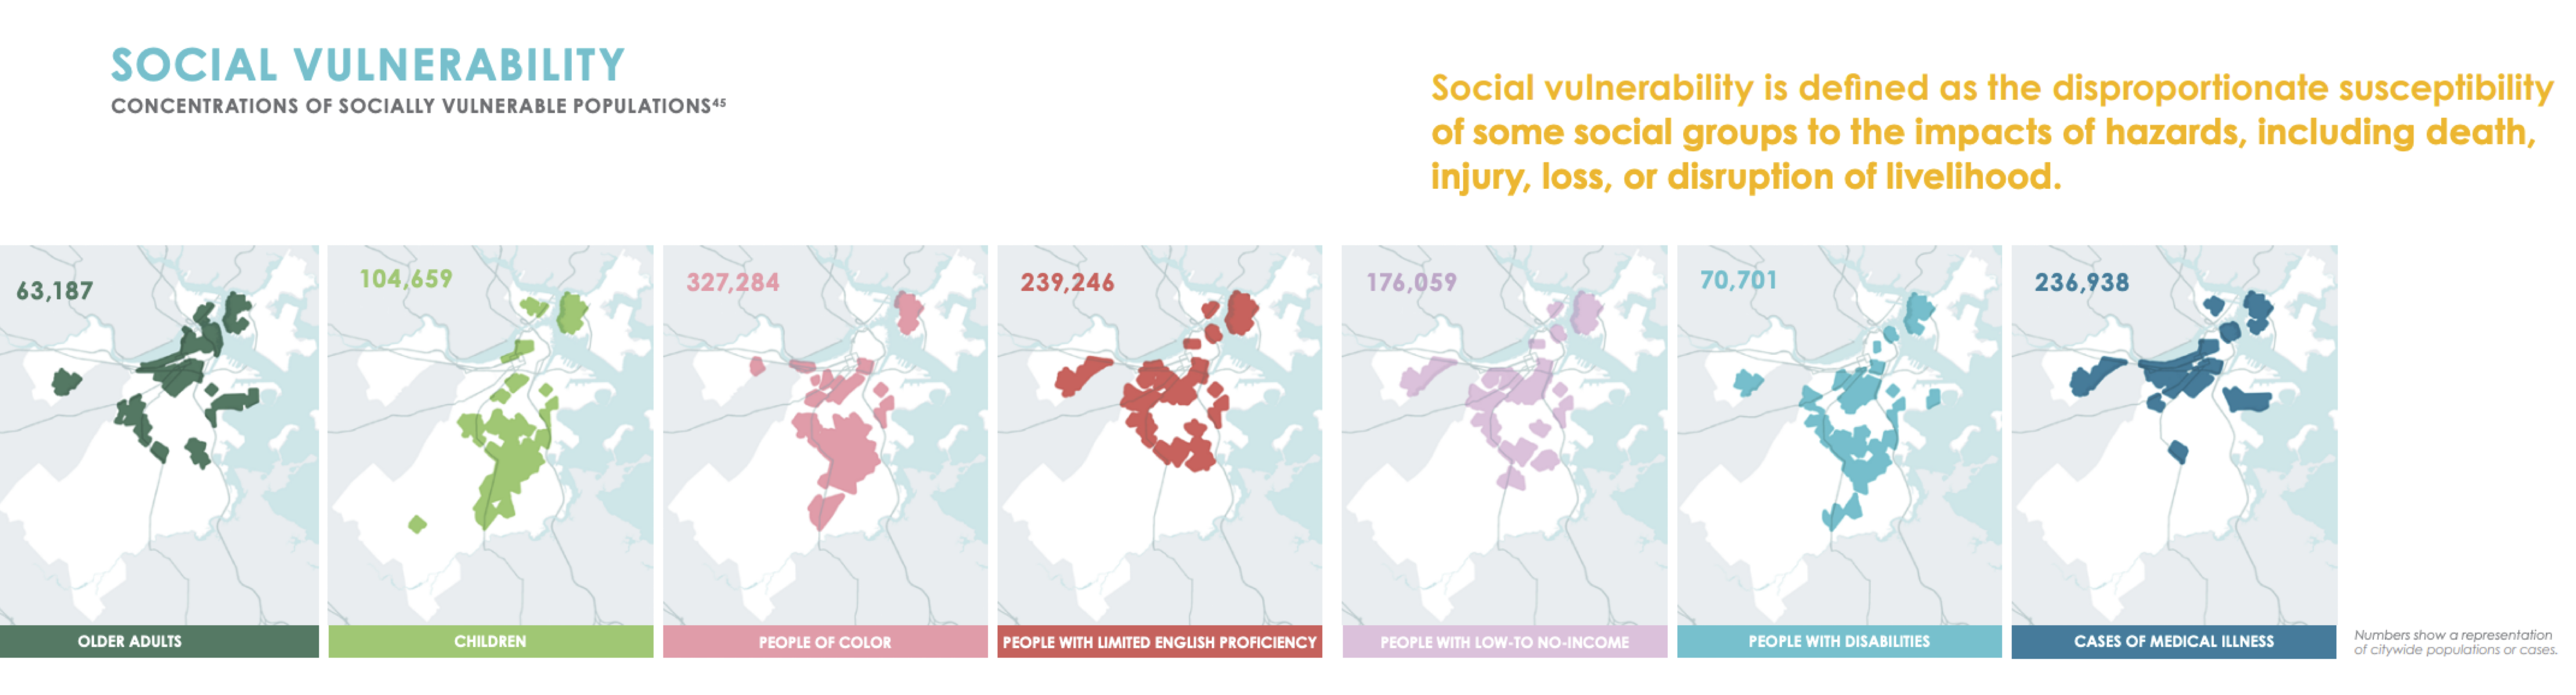 SOCIAL VULNERABILITY
CONCENTRATIONS OF SOCIALLY VULNERABLE POPULATIONS⁴⁵
Social vulnerability is defined as the disproportionate susceptibility
of some social groups to the impacts of hazards, including death,
injury, loss, or disruption of livelihood.
63,187
OLDER ADULTS
104,659
CHILDREN
327,284
PEOPLE OF COLOR
239,246
PEOPLE WITH LIMITED ENGLISH PROFICIENCY
176,059
PEOPLE WITH LOW-TO NO-INCOME
70,701
PEOPLE WITH DISABILITIES
236,938
CASES OF MEDICAL ILLNESS
Numbers show a representation
of citywide populations or cases.